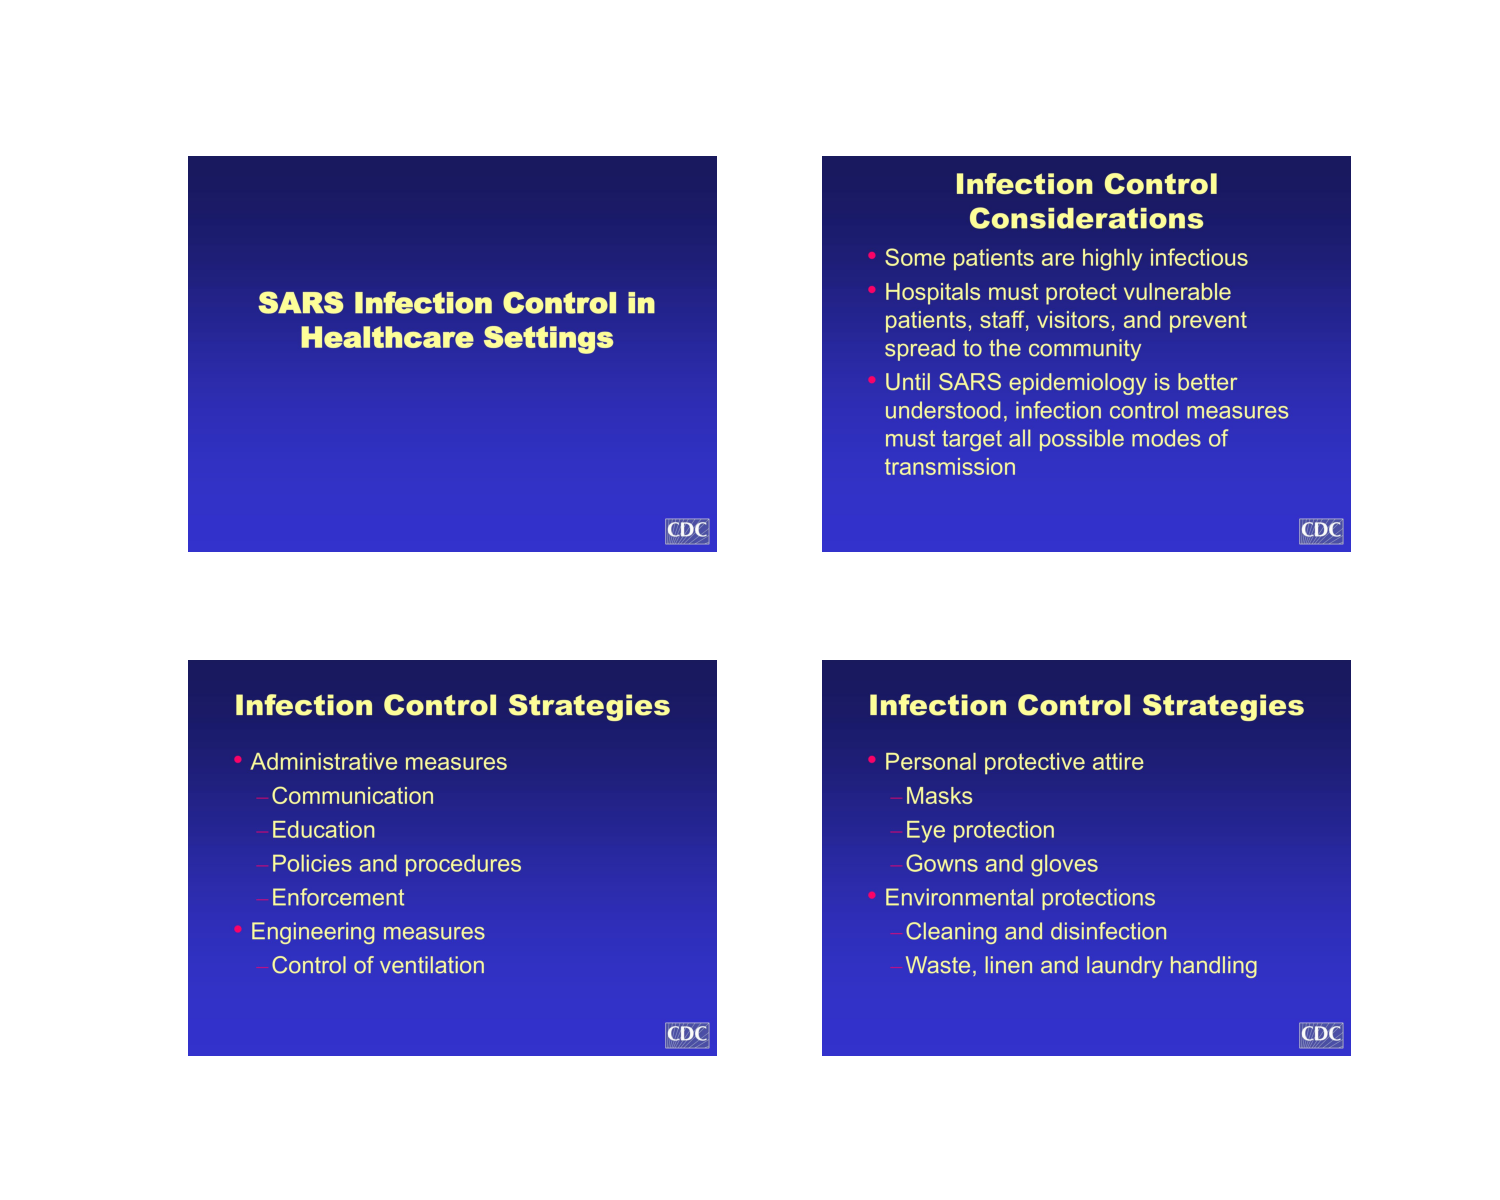 SARS Infection Control in
Healthcare Settings
CDC
Infection Control
Considerations
• Some patients are highly infectious
• Hospitals must protect vulnerable
patients, staff, visitors, and prevent
spread to the community
• Until SARS epidemiology is better
understood, infection control measures
must target all possible modes of
transmission
CDC
Infection Control Strategies
• Administrative measures
– Communication
– Education
– Policies and procedures
– Enforcement
• Engineering measures
– Control of ventilation
CDC
Infection Control Strategies
• Personal protective attire
– Masks
– Eye protection
– Gowns and gloves
• Environmental protections
– Cleaning and disinfection
– Waste, linen and laundry handling
CDC